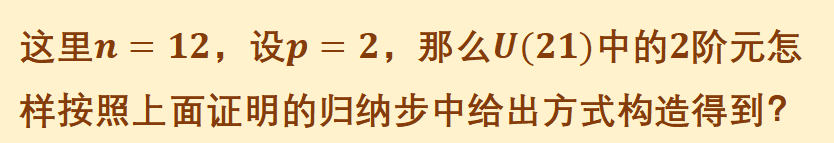 这里n = 12，设p = 2，那么U(21)中的2阶元怎
样按照上面证明的归纳步中给出方式构造得到?